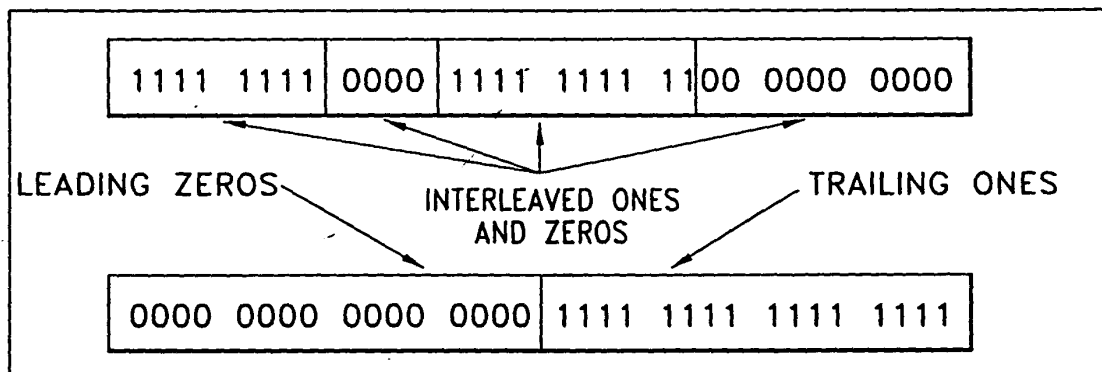 1111 1111 0000 1111 1111 1100 0000 0000
LEADING ZEROS
INTERLEAVED ONES
AND ZEROS
TRAILING ONES
0000 0000 0000 0000 1111 1111 1111 1111